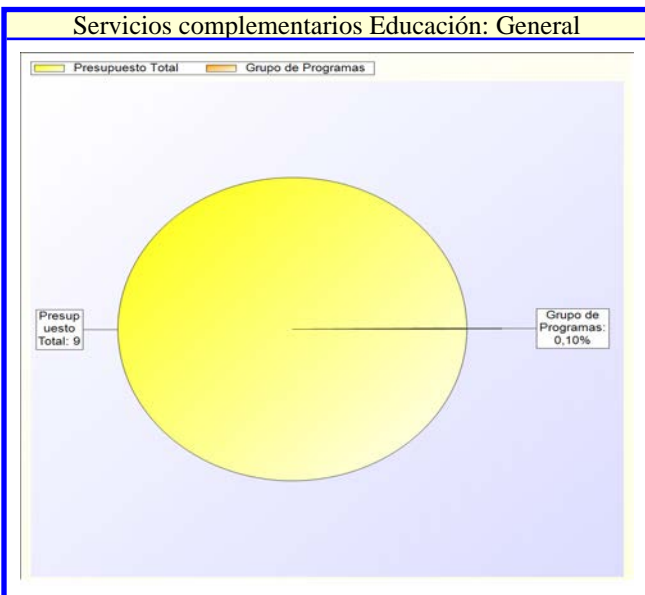 Servicios complementarios Educación: General
Presupuesto Total
Grupo de Programas
Presup
uesto
Total: 9
Grupo de
Programas:
0,10%